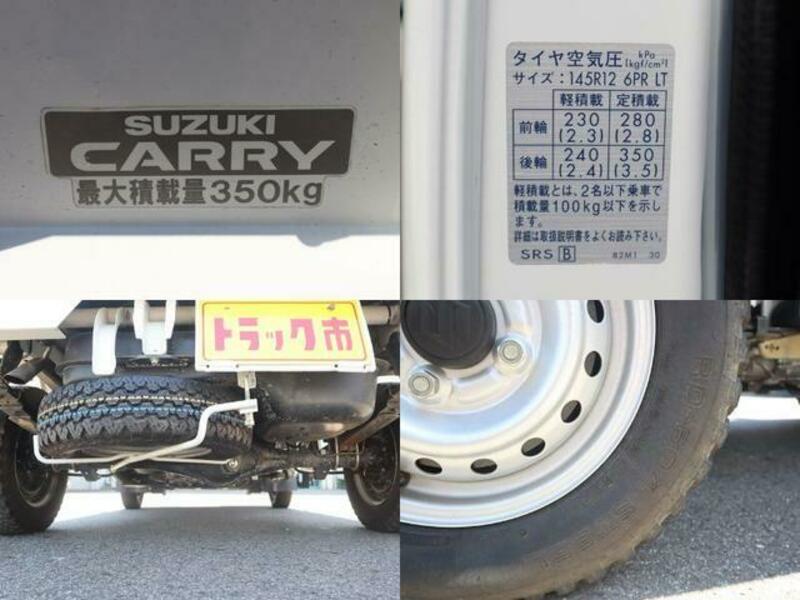 SUZUKI
CARRY
最大積載量350kg
タイヤ空気圧 kPa
[kgf/cm²]
サイズ：145R12 6PR LT
軽積載 定積載
前輪 230 280
(2.3) (2.8)
後輪 240 350
(2.4) (3.5)
軽積載とは、2名以下乗車で
積載量100kg以下を示し
ます。
詳細は取扱説明書をよくお読み下さい。
SRS B 82M1 30
トラック市